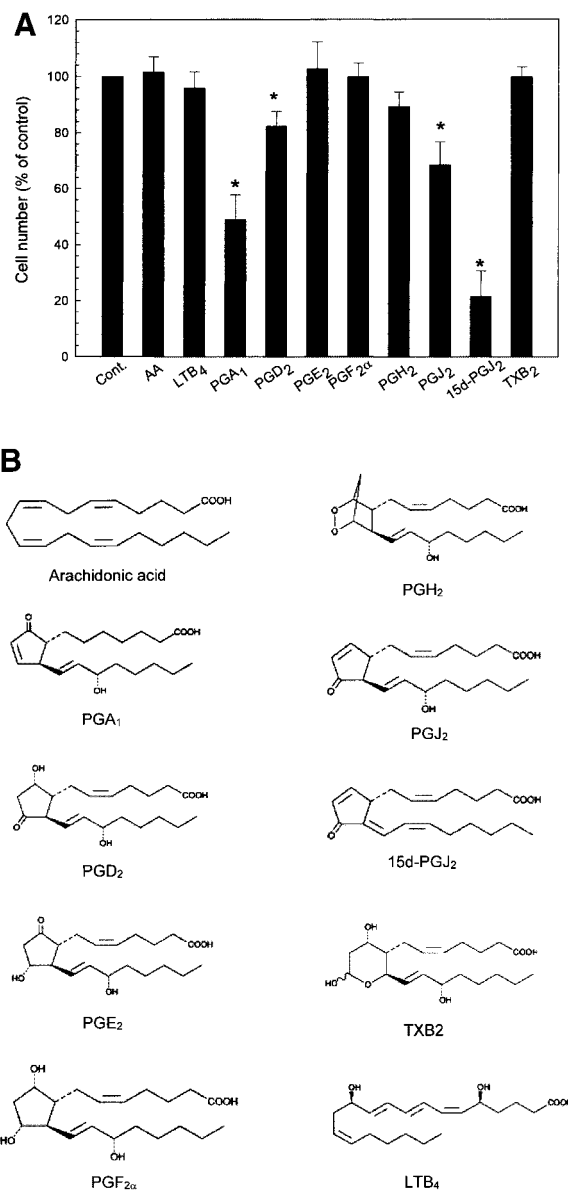 A
Cell number (% of control)
120
100
80
60
40
20
0
*
*
*
*
Cont.
AA
LTB4
PGA1
PGD2
PGE2
PGF2α
PGH2
PGJ2
15d-PGJ2
TXB2
B
COOH
Arachidonic acid
O
O
COOH
OH
PGH2
O
COOH
OH
PGA1
COOH
O
OH
PGJ2
OH
COOH
O
OH
PGD2
COOH
O
15d-PGJ2
O
COOH
HO
OH
PGE2
OH
COOH
HO
O
OH
TXB2
OH
COOH
HO
OH
PGF2α
OH
OH
COO
LTB4